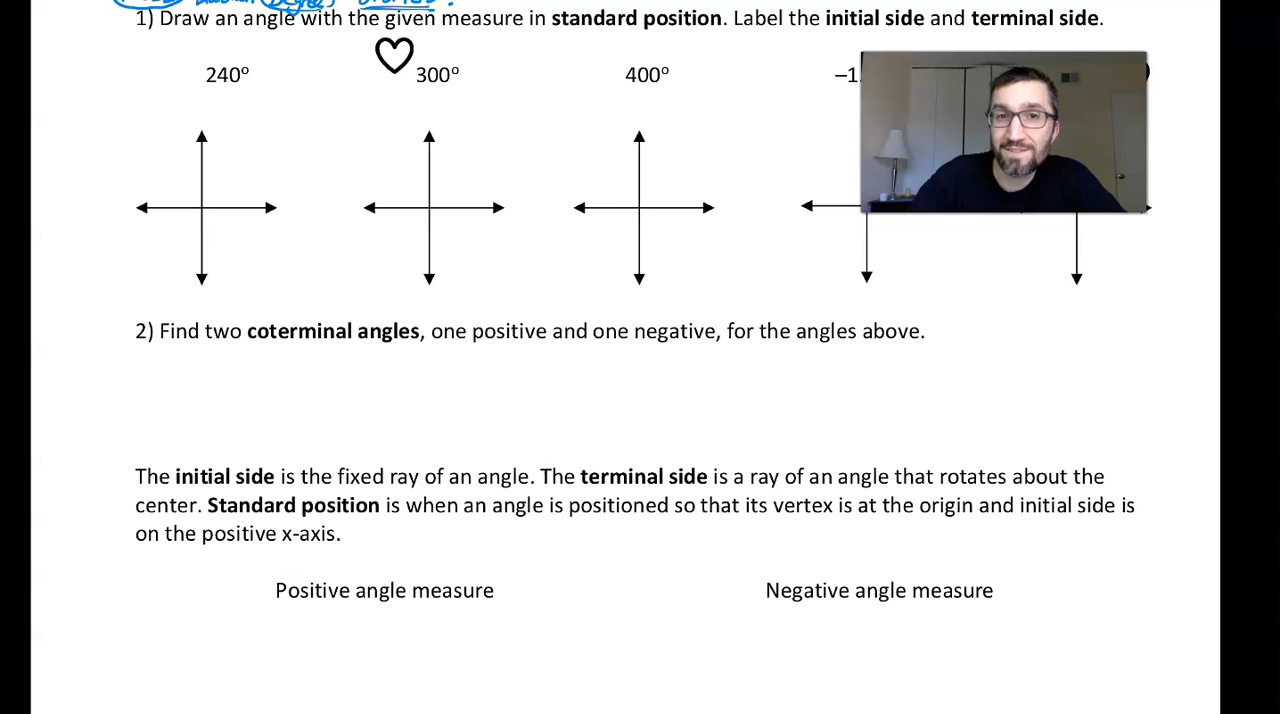 1) Draw an angle with the given measure in standard position. Label the initial side and terminal side.
240º 300º 400º –1
2) Find two coterminal angles, one positive and one negative, for the angles above.
The initial side is the fixed ray of an angle. The terminal side is a ray of an angle that rotates about the
center. Standard position is when an angle is positioned so that its vertex is at the origin and initial side is
on the positive x-axis.
Positive angle measure Negative angle measure